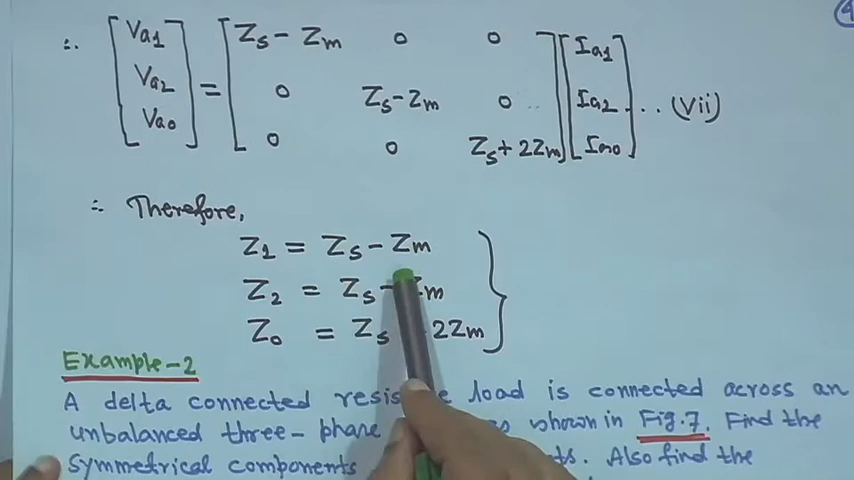 ∴ [Va1 Va2 Va0] = [Zs - Zm 0 0 0 Zs - Zm 0 0 0 Zs + 2Zm] [Ia1 Ia2 Ia0] ... (vii)
∴ Therefore,
Z1 = Zs - Zm
Z2 = Zs - Zm
Z0 = Zs 2Zm
Example-2
A delta connected load is connected across an
unbalanced three-phase shown in Fig.7. Find the
symmetrical components Also find the